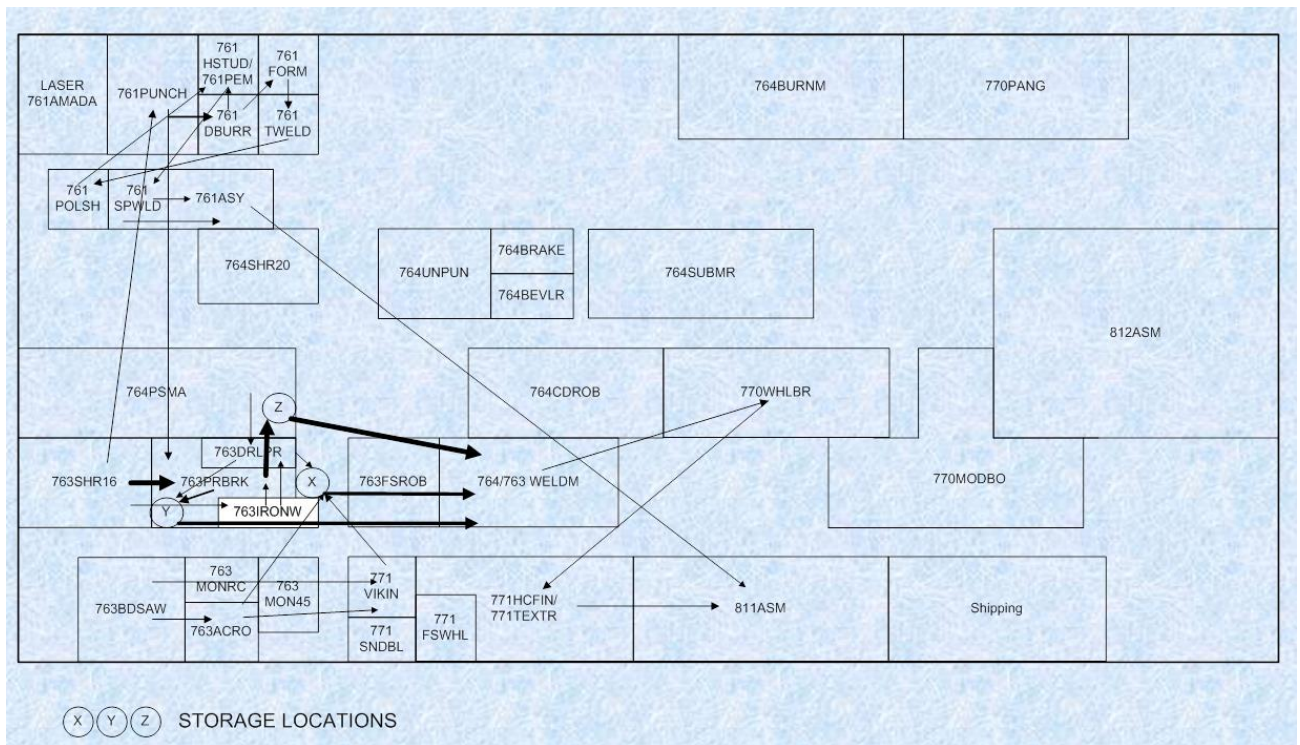 LASER
761AMADA
761PUNCH
761
HSTUD/
761PEM
761
FORM
761
DBURR
761
TWELD
764BURNM
770PANG
761
POLSH
761
SPWLD
761ASY
764SHR20
764UNPUN
764BRAKE
764BEVLR
764SUBMR
812ASM
764PSMA
Z
764CDROB
770WHLBR
763DRLPR
763SHR16
763PRBRK
X
763FSROB
764/763 WELDM
770MODBO
Y
763IRONW
763BDSAW
763
MONRC
763ACRO
763
MON45
771
VIKIN
771
SNDBL
771
FSWHL
771HCFIN/
771TEXTR
811ASM
Shipping
X Y Z STORAGE LOCATIONS